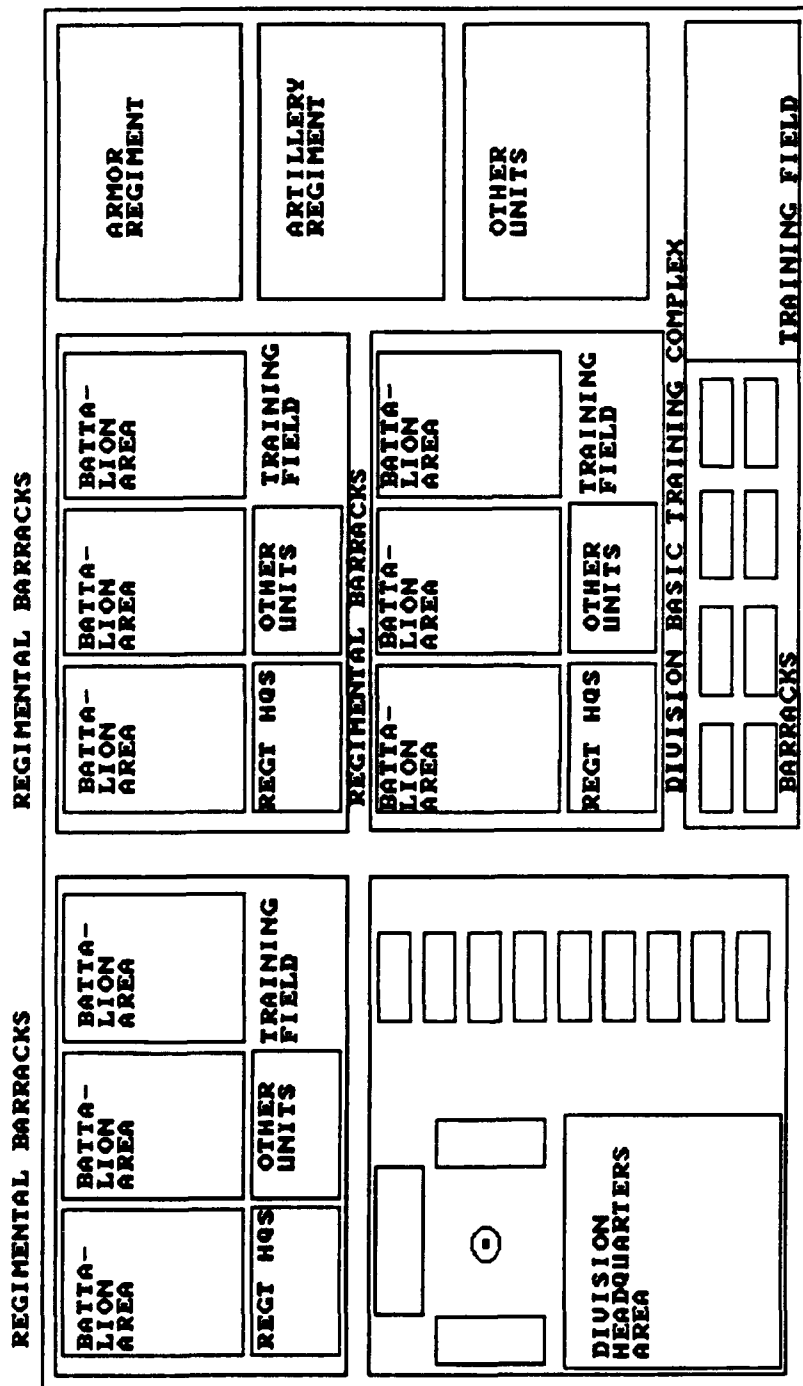 REGIMENTAL BARRACKS
REGIMENTAL BARRACKS
BATTA-
LION
AREA
BATTA-
LION
AREA
BATTA-
LION
AREA
REGT HQS
OTHER
UNITS
TRAINING
FIELD
BATTA-
LION
AREA
BATTA-
LION
AREA
BATTA-
LION
AREA
REGT HQS
OTHER
UNITS
TRAINING
FIELD
ARMOR
REGIMENT
ARTILLERY
REGIMENT
OTHER
UNITS
REGIMENTAL BARRACKS
BATTA-
LION
AREA
BATTA-
LION
AREA
BATTA-
LION
AREA
REGT HQS
OTHER
UNITS
TRAINING
FIELD
DIVISION
HEADQUARTERS
AREA
DIVISION BASIC TRAINING COMPLEX
BARRACKS
TRAINING FIELD